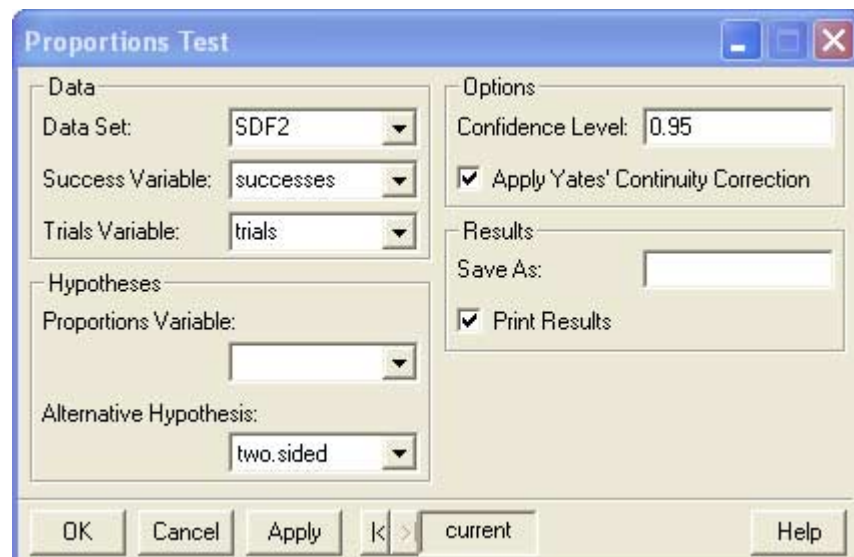 Proportions Test
Data
Data Set:
SDF2
Success Variable:
successes
Trials Variable:
trials
Hypotheses
Proportions Variable:
Alternative Hypothesis:
two.sided
Options
Confidence Level:
0.95
Apply Yates' Continuity Correction
Results
Save As:
Print Results
OK
Cancel
Apply
current
Help